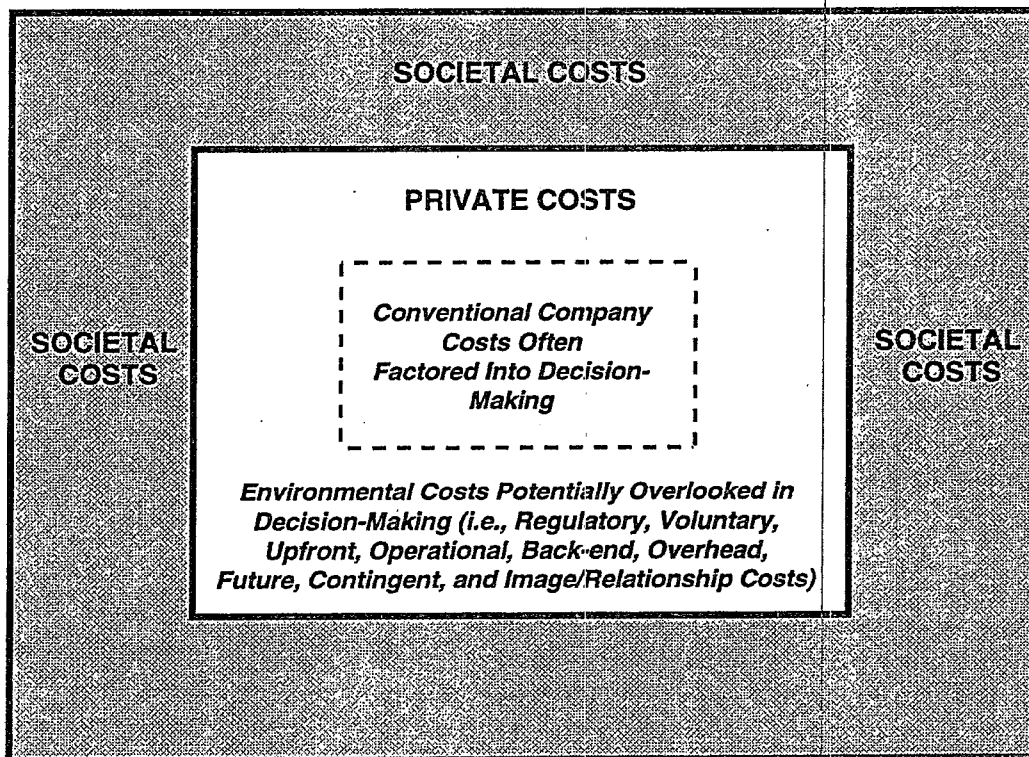 SOCIETAL COSTS
PRIVATE COSTS
Conventional Company
Costs Often
Factored Into Decision-
Making
SOCIETAL
COSTS
SOCIETAL
COSTS
Environmental Costs Potentially Overlooked in
Decision-Making (i.e., Regulatory, Voluntary,
Upfront, Operational, Back-end, Overhead,
Future, Contingent, and Image/Relationship Costs)